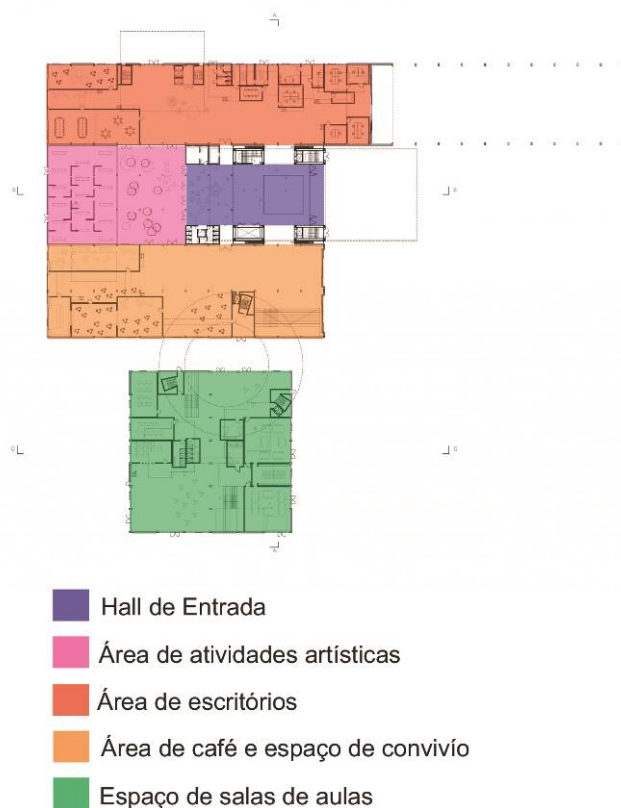 A
B
B
C
C
A
Hall de Entrada
Área de atividades artísticas
Área de escritórios
Área de café e espaço de convivío
Espaço de salas de aulas